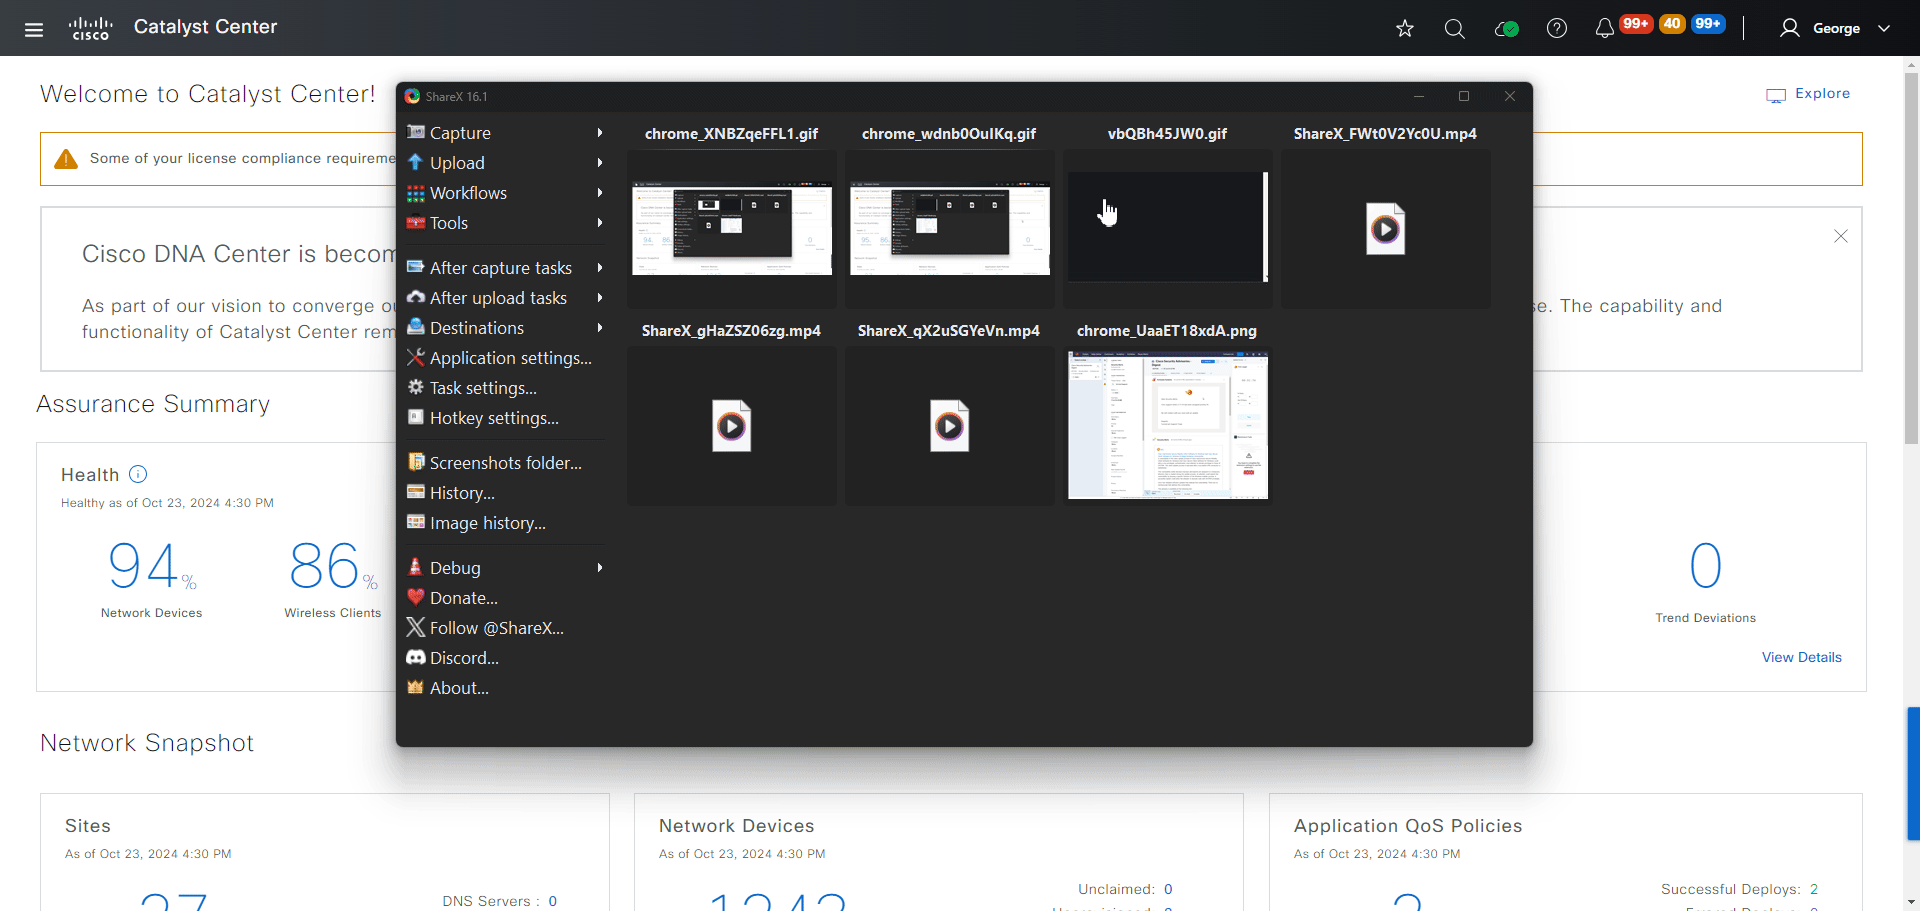 cisco Catalyst Center
99+ 40 99+
George
Welcome to Catalyst Center!
Explore
Some of your license compliance requireme
Cisco DNA Center is becom
As part of our vision to converge ou
se. The capability and
functionality of Catalyst Center rem
Assurance Summary
Health
Healthy as of Oct 23, 2024 4:30 PM
94%
Network Devices
86%
Wireless Clients
0
Trend Deviations
View Details
ShareX 16.1
Capture
Upload
Workflows
Tools
After capture tasks
After upload tasks
Destinations
Application settings...
Task settings...
Hotkey settings...
Screenshots folder...
History...
Image history...
Debug
Donate...
Follow @ShareX...
Discord...
About...
chrome_XNBZqeFFL1.gif
chrome_wdnb0OuIKq.gif
vbQBh45JW0.gif
ShareX_FWt0V2Yc0U.mp4
ShareX_gHaZSZ06zg.mp4
ShareX_qX2uSGYeVn.mp4
chrome_UaaET18xdA.png
Network Snapshot
Sites
As of Oct 23, 2024 4:30 PM
DNS Servers : 0
Network Devices
As of Oct 23, 2024 4:30 PM
Unclaimed: 0
Application QoS Policies
As of Oct 23, 2024 4:30 PM
Successful Deploys: 2